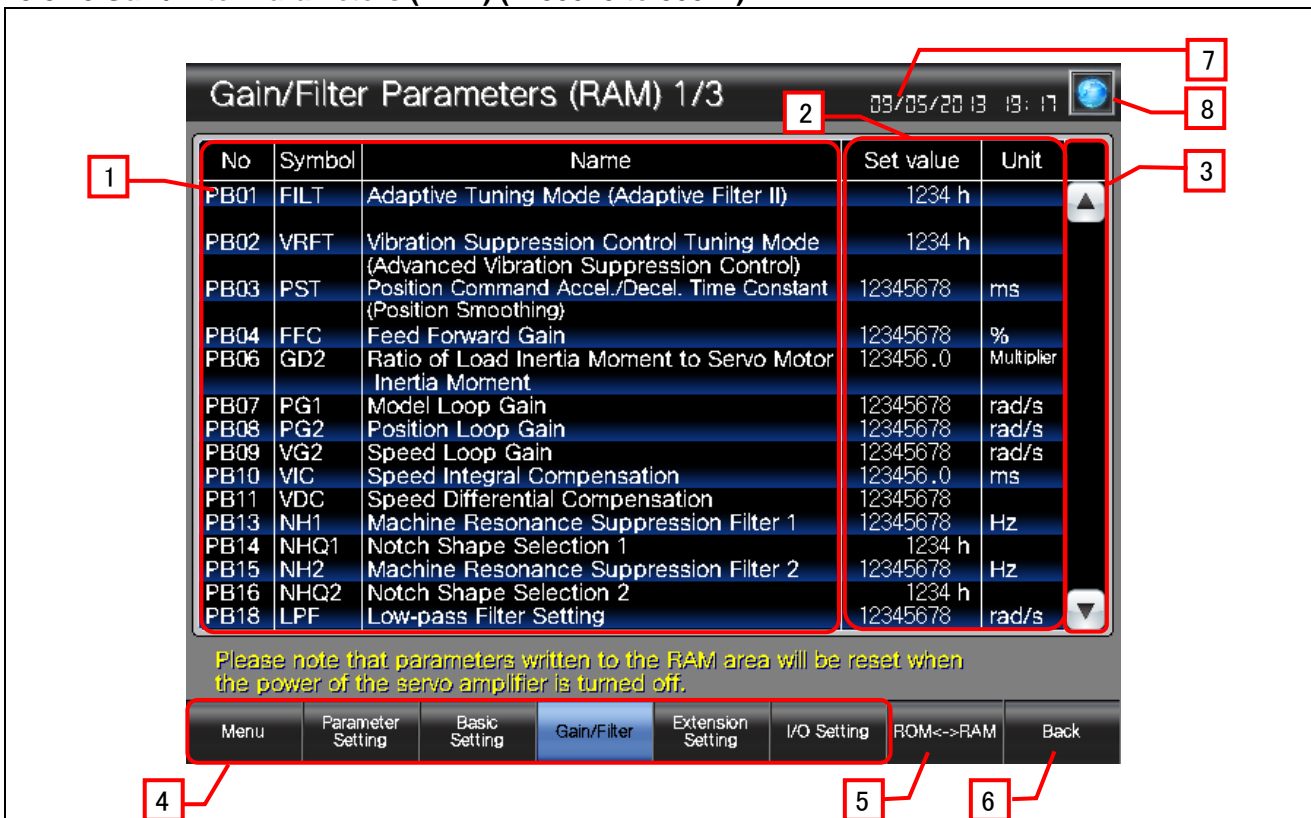 Gain/Filter Parameters (RAM) 1/3
09/05/2013 19:17
7
8
2
1
3
No Symbol Name Set value Unit
PB01 FILT Adaptive Tuning Mode (Adaptive Filter II) 1234 h
PB02 VRFT Vibration Suppression Control Tuning Mode 1234 h
(Advanced Vibration Suppression Control)
PB03 PST Position Command Accel./Decel. Time Constant 12345678 ms
(Position Smoothing)
PB04 FFC Feed Forward Gain 12345678 %
PB06 GD2 Ratio of Load Inertia Moment to Servo Motor 123456.0 Multiplier
Inertia Moment
PB07 PG1 Model Loop Gain 12345678 rad/s
PB08 PG2 Position Loop Gain 12345678 rad/s
PB09 VG2 Speed Loop Gain 12345678 rad/s
PB10 VIC Speed Integral Compensation 123456.0 ms
PB11 VDC Speed Differential Compensation 12345678
PB13 NH1 Machine Resonance Suppression Filter 1 12345678 Hz
PB14 NHQ1 Notch Shape Selection 1 1234 h
PB15 NH2 Machine Resonance Suppression Filter 2 12345678 Hz
PB16 NHQ2 Notch Shape Selection 2 1234 h
PB18 LPF Low-pass Filter Setting 12345678 rad/s
Please note that parameters written to the RAM area will be reset when
the power of the servo amplifier is turned off.
Menu Parameter Setting Basic Setting Gain/Filter Extension Setting I/O Setting ROM<->RAM Back
4
5
6